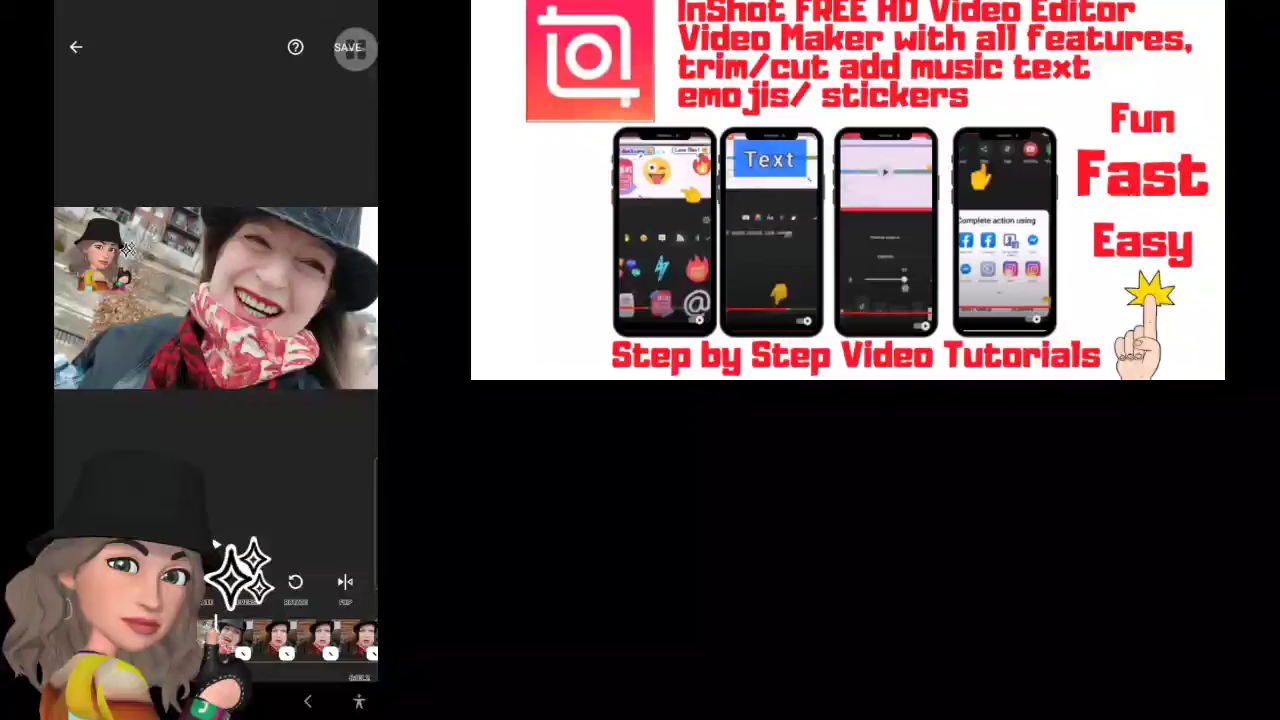 SAVE
InShot FREE HD Video Editor
Video Maker with all features,
trim/cut add music text
emojis/ stickers
Fun
Fast
Easy
Text
Complete action using
Step by Step Video Tutorials
ROTATE
FLIP